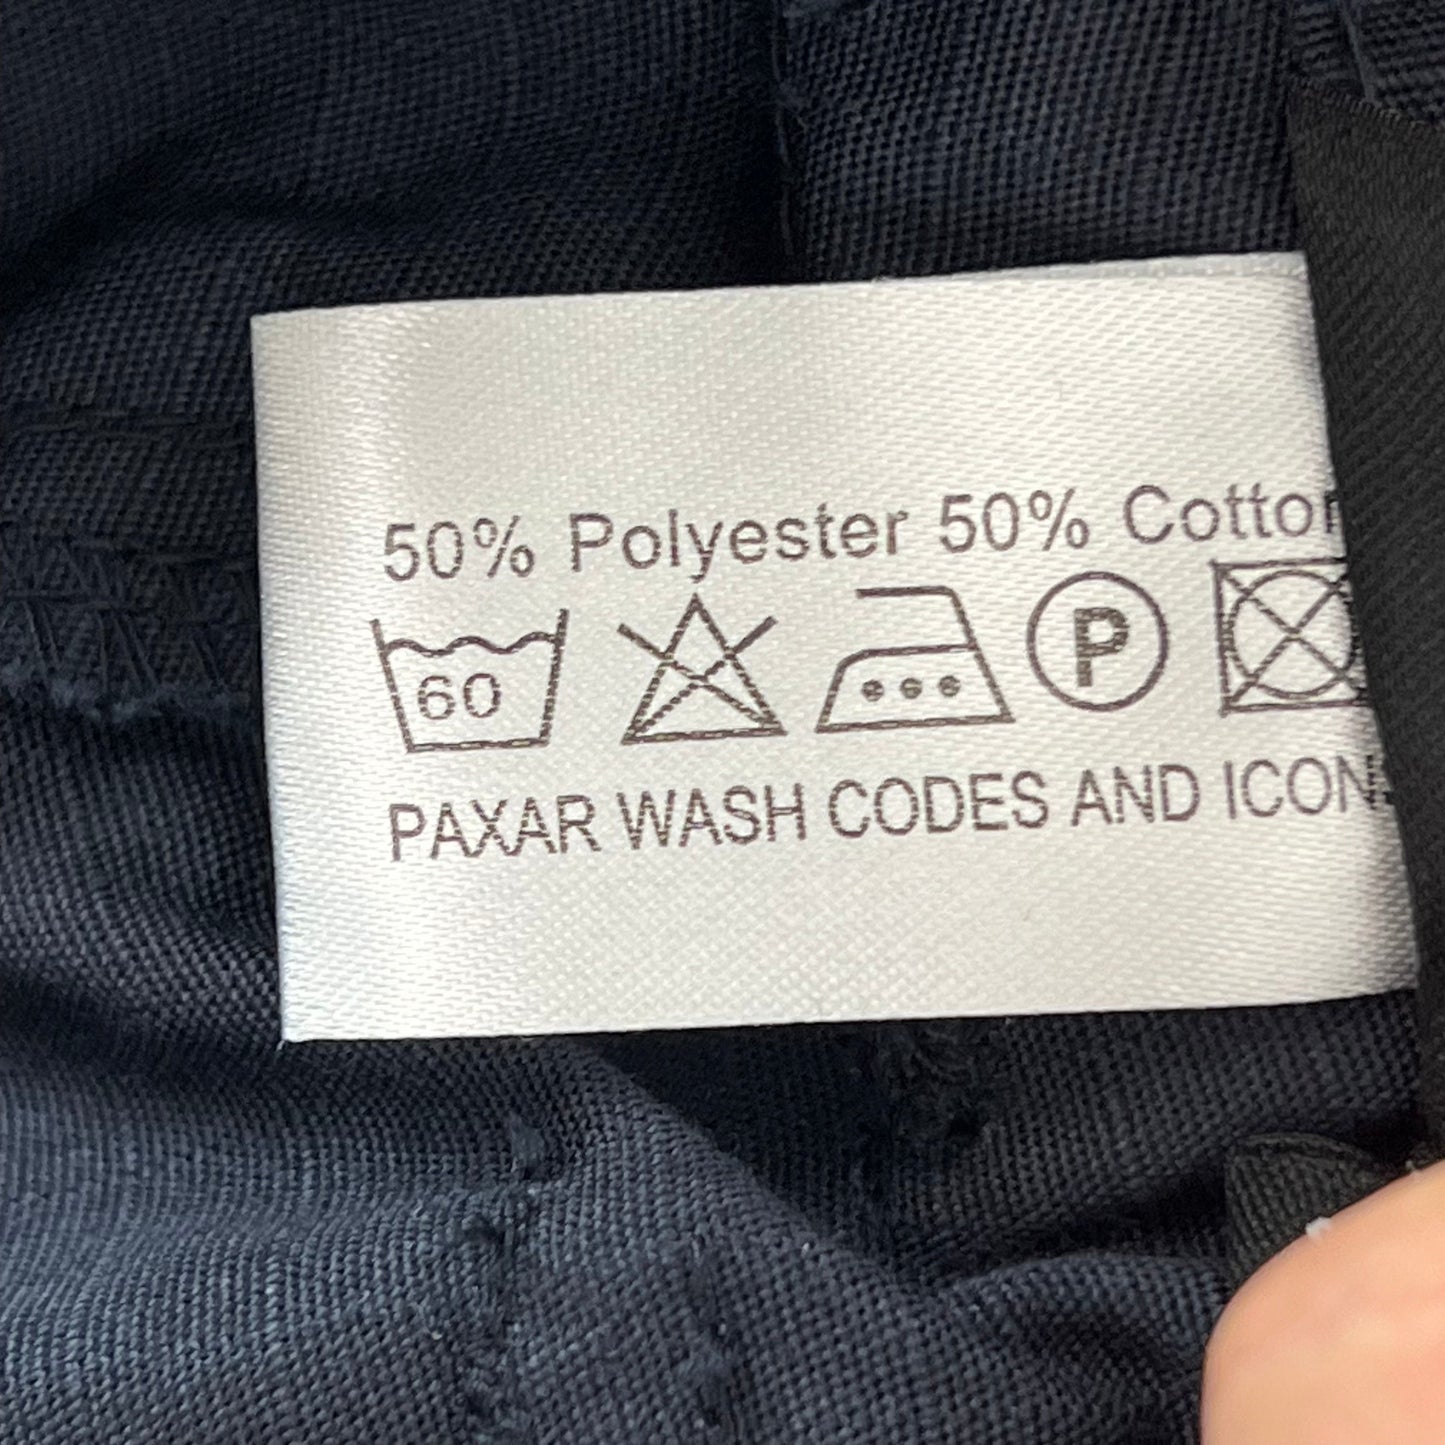 50% Polyester 50% Cotton
60 P
PAXAR WASH CODES AND ICON